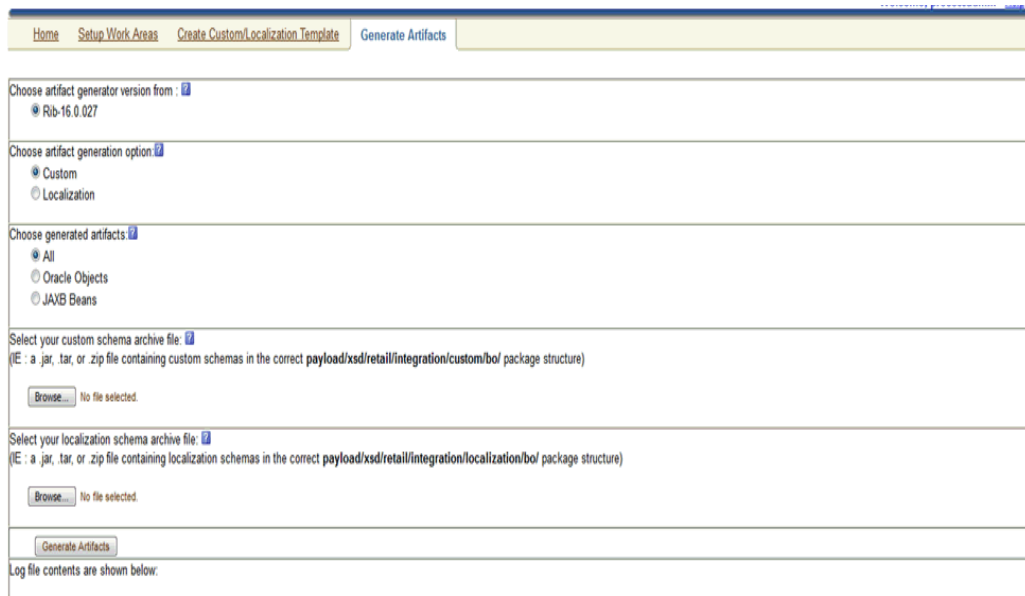 Home Setup Work Areas Create Custom/Localization Template Generate Artifacts
Choose artifact generator version from : ?
Rib-16.0.027
Choose artifact generation option: ?
Custom
Localization
Choose generated artifacts: ?
All
Oracle Objects
JAXB Beans
Select your custom schema archive file: ?
(IE : a .jar, .tar, or .zip file containing custom schemas in the correct payload/xsd/retail/integration/custom/bo/ package structure)
Browse... No file selected.
Select your localization schema archive file: ?
(IE : a .jar, .tar, or .zip file containing localization schemas in the correct payload/xsd/retail/integration/localization/bo/ package structure)
Browse... No file selected.
Generate Artifacts
Log file contents are shown below: